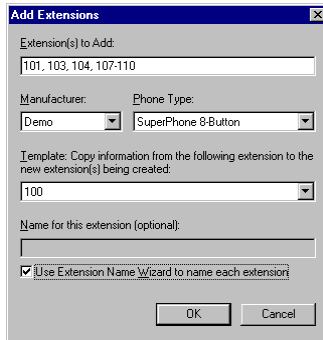 Add Extensions
Extension(s) to Add:
101, 103, 104, 107-110
Manufacturer: Phone Type:
Demo SuperPhone 8-Button
Template: Copy information from the following extension to the
new extension(s) being created:
100
Name for this extension (optional):
Use Extension Name Wizard to name each extension
OK Cancel